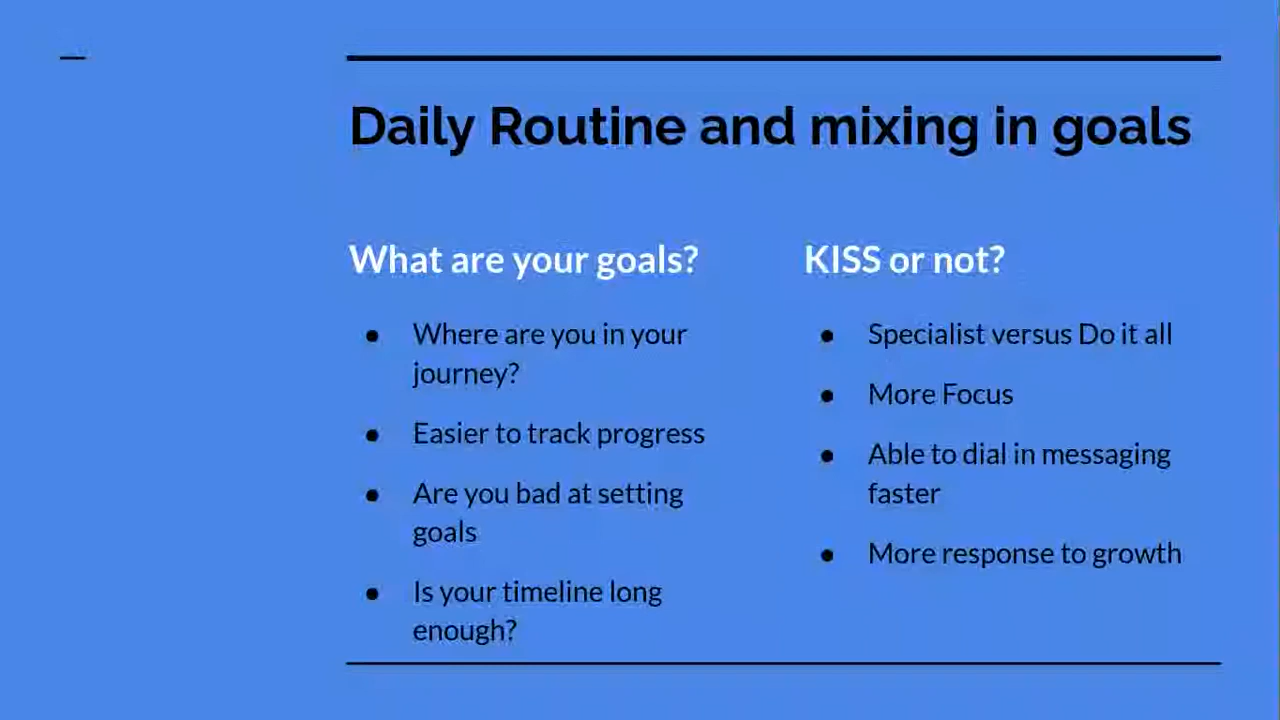 Daily Routine and mixing in goals
What are your goals?
● Where are you in your
journey?
● Easier to track progress
● Are you bad at setting
goals
● Is your timeline long
enough?
KISS or not?
● Specialist versus Do it all
● More Focus
● Able to dial in messaging
faster
● More response to growth